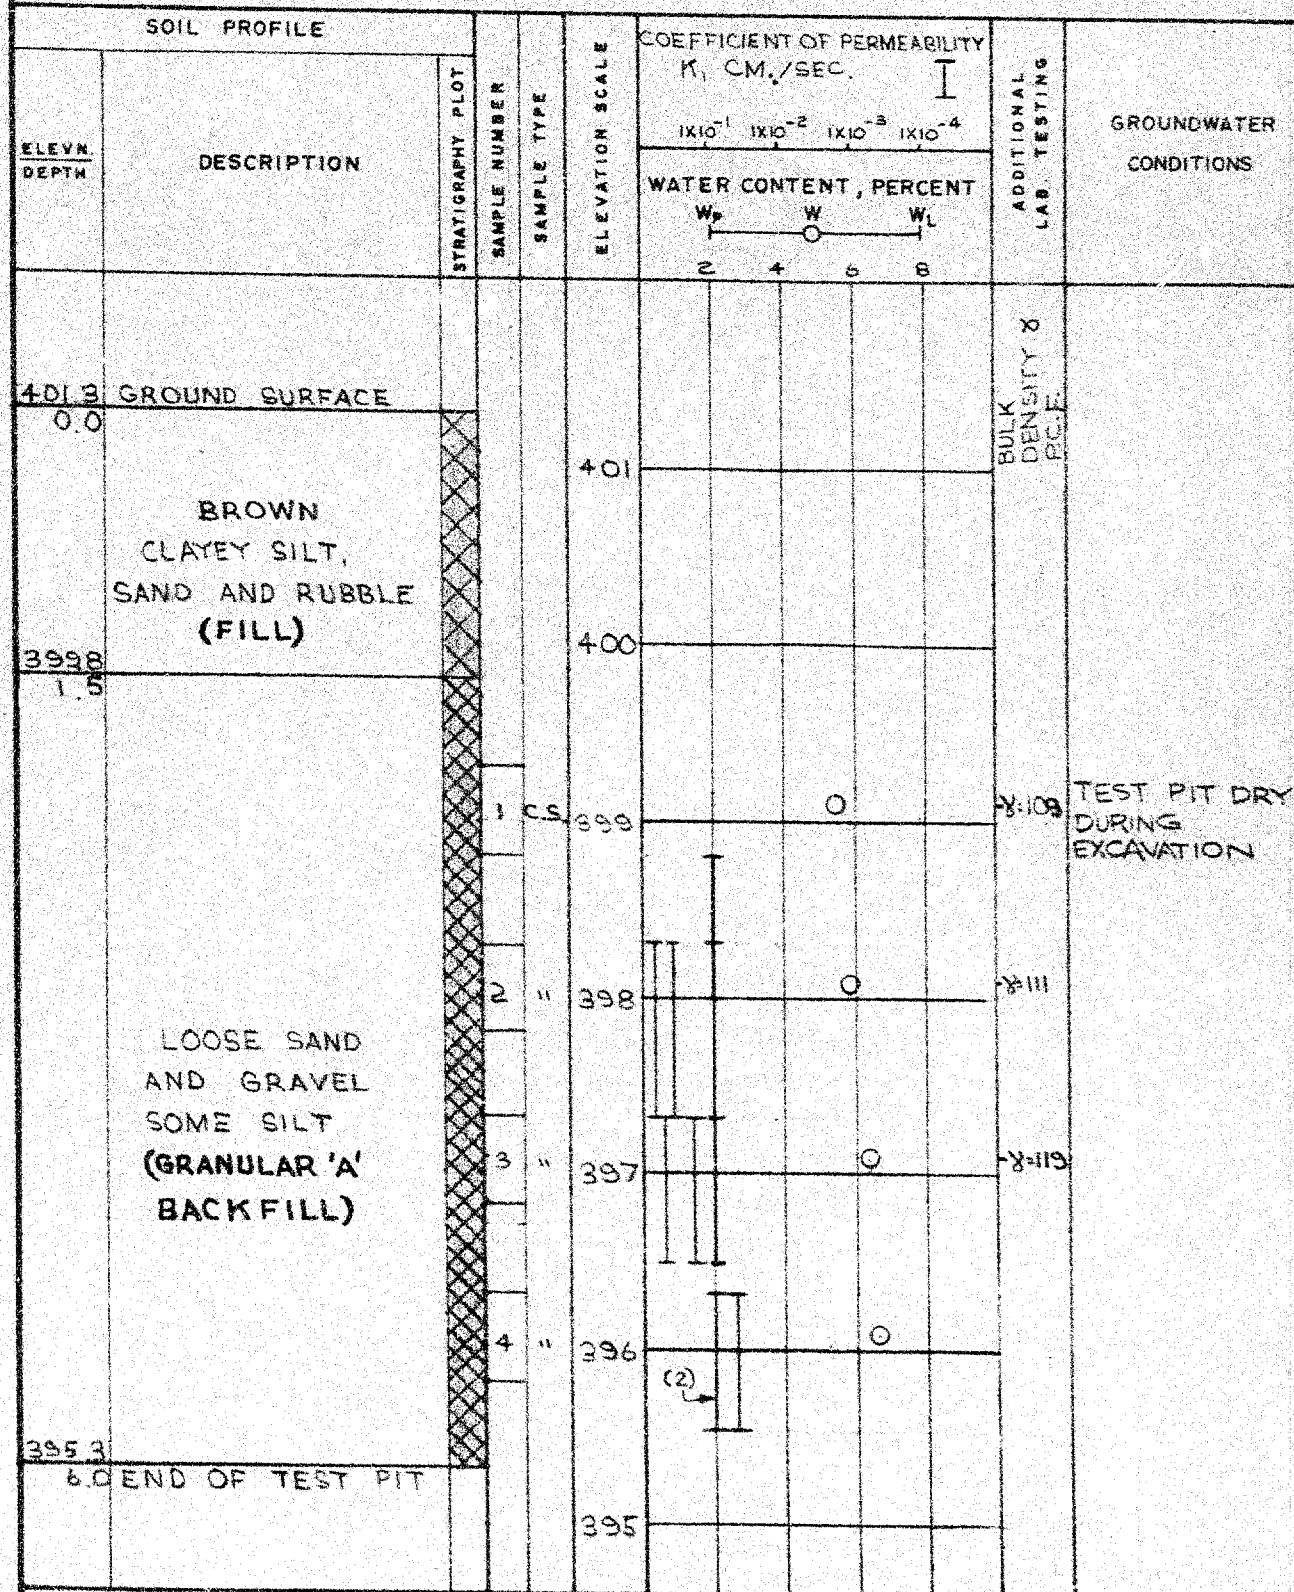 SOIL PROFILE
ELEVN.
DEPTH
DESCRIPTION
STRATIGRAPHY PLOT
SAMPLE NUMBER
SAMPLE TYPE
ELEVATION SCALE
COEFFICIENT OF PERMEABILITY
K, CM./SEC.
1X10⁻¹ 1X10⁻² 1X10⁻³ 1X10⁻⁴
WATER CONTENT, PERCENT
Wp W WL
2 4 6 8
ADDITIONAL
LAB. TESTING
GROUNDWATER
CONDITIONS
BULK
DENSITY γ
P.C.F.
401.3 GROUND SURFACE
0.0
401
BROWN
CLAYEY SILT,
SAND AND RUBBLE
(FILL)
400
399.8
1.5
1 C.S. 399
γ=109
TEST PIT DRY
DURING
EXCAVATION
2 " 398
γ=111
LOOSE SAND
AND GRAVEL
SOME SILT
(GRANULAR 'A'
BACKFILL)
3 " 397
γ=119
4 " 396
(2)
395.3
6.0 END OF TEST PIT
395